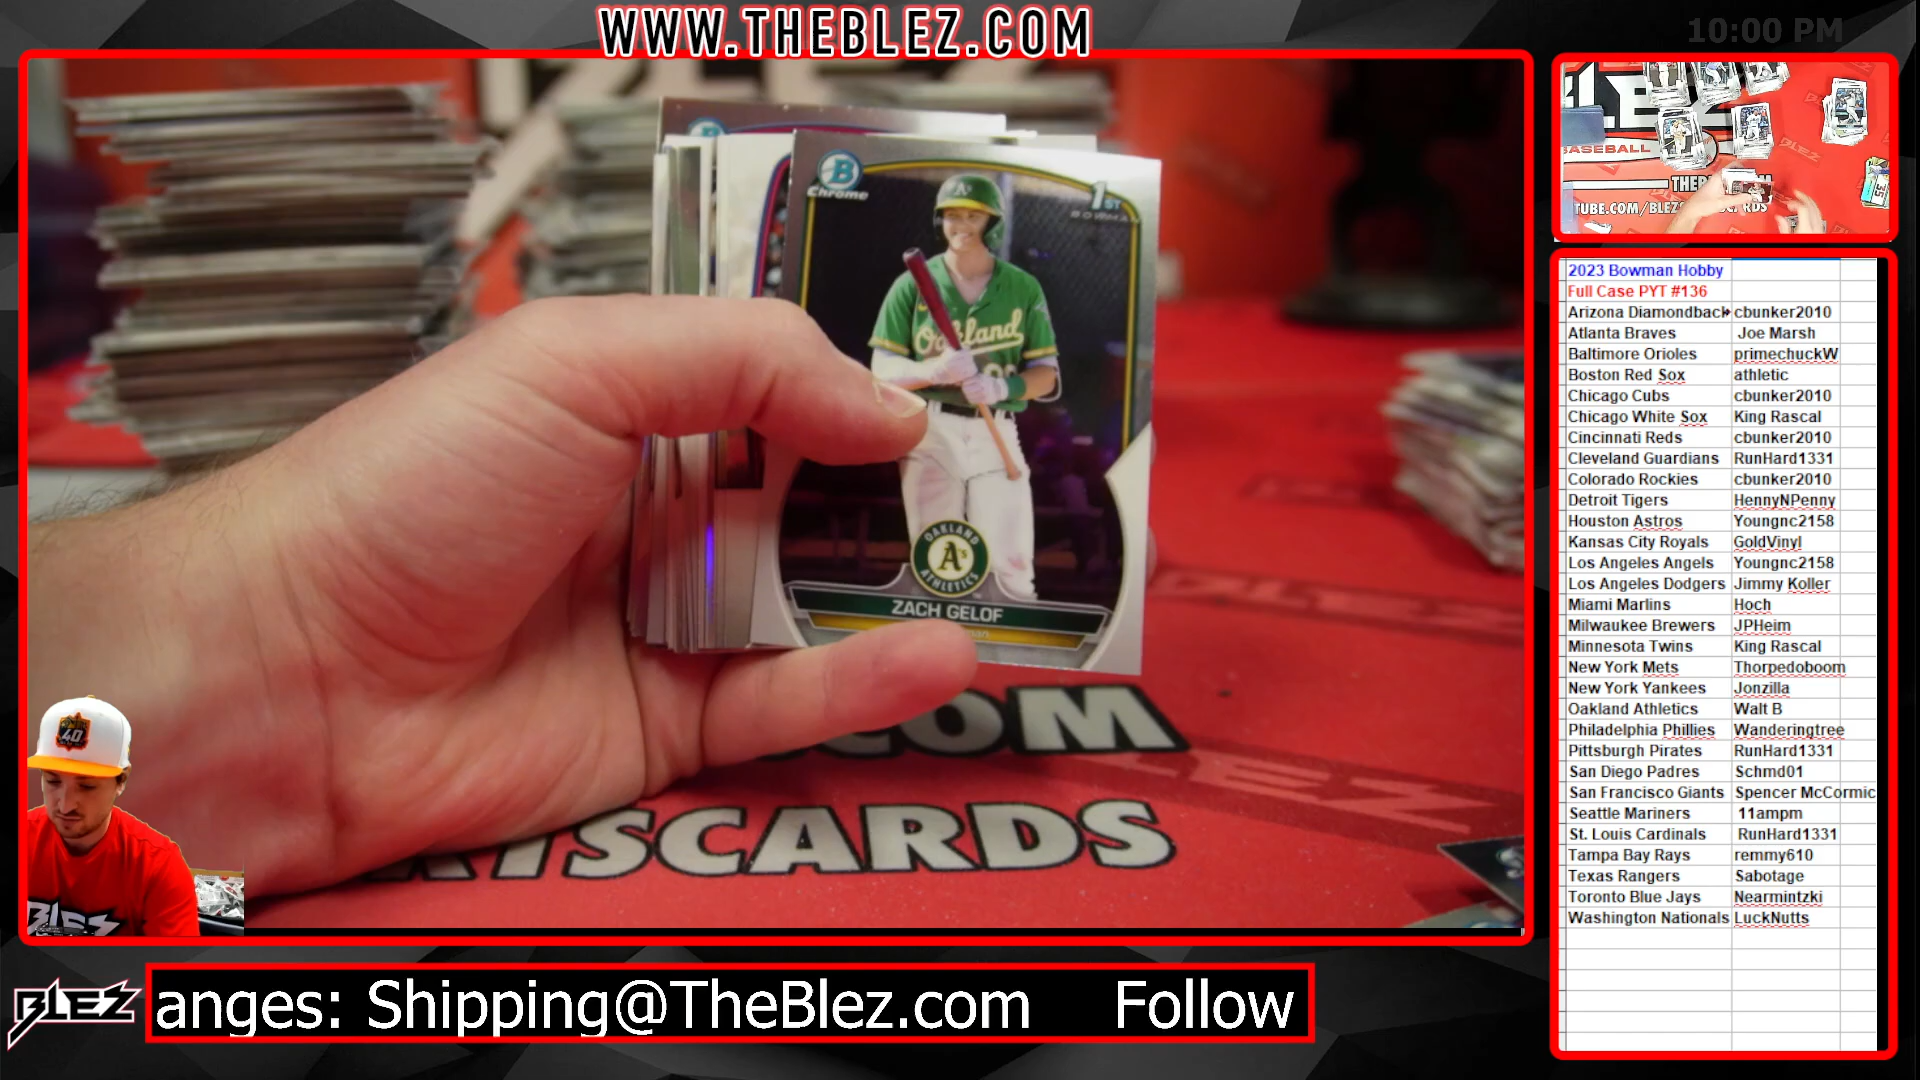 WWW.THEBLEZ.COM
10:00 PM
B
Chrome
1ST
BOWMAN
A's
Oakland
OAKLAND
A's
ATHLETICS
ZACH GELOF
.COM
BLEZ
RTSCARDS
40
BLEZ
BASEBALL
BLEZ
2023 Bowman Hobby
Full Case PYT #136
Arizona Diamondback cbunker2010
Atlanta Braves Joe Marsh
Baltimore Orioles primechuckW
Boston Red Sox athletic
Chicago Cubs cbunker2010
Chicago White Sox King Rascal
Cincinnati Reds cbunker2010
Cleveland Guardians RunHard1331
Colorado Rockies cbunker2010
Detroit Tigers HennyNPenny
Houston Astros Youngnc2158
Kansas City Royals GoldVinyl
Los Angeles Angels Youngnc2158
Los Angeles Dodgers Jimmy Koller
Miami Marlins Hoch
Milwaukee Brewers JPHeim
Minnesota Twins King Rascal
New York Mets Thorpedoboom
New York Yankees Jonzilla
Oakland Athletics Walt B
Philadelphia Phillies Wanderingtree
Pittsburgh Pirates RunHard1331
San Diego Padres Schmd01
San Francisco Giants Spencer McCormic
Seattle Mariners 11ampm
St. Louis Cardinals RunHard1331
Tampa Bay Rays remmy610
Texas Rangers Sabotage
Toronto Blue Jays Nearmintzki
Washington Nationals LuckNutts
BLEZ
anges: Shipping@TheBlez.com Follow